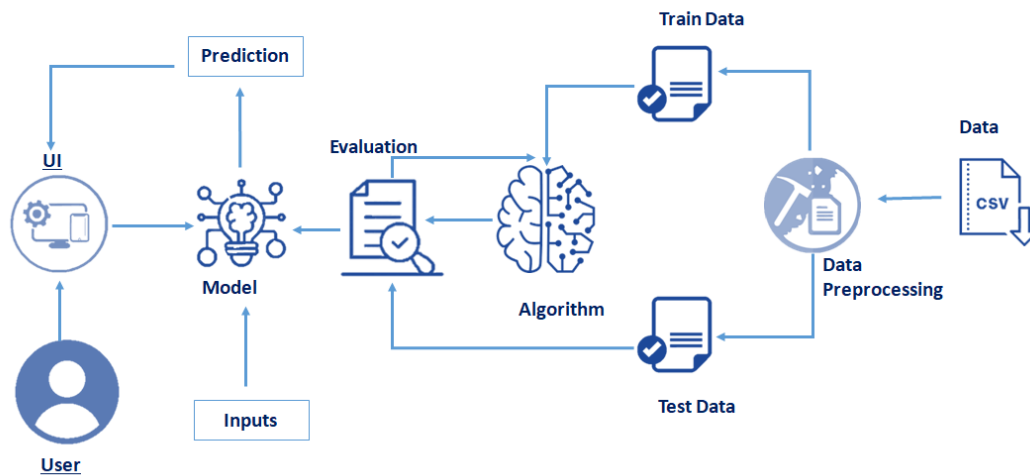 Train Data
Prediction
Data
Evaluation
UI
CSV
Model
Data
Preprocessing
Algorithm
Test Data
Inputs
User